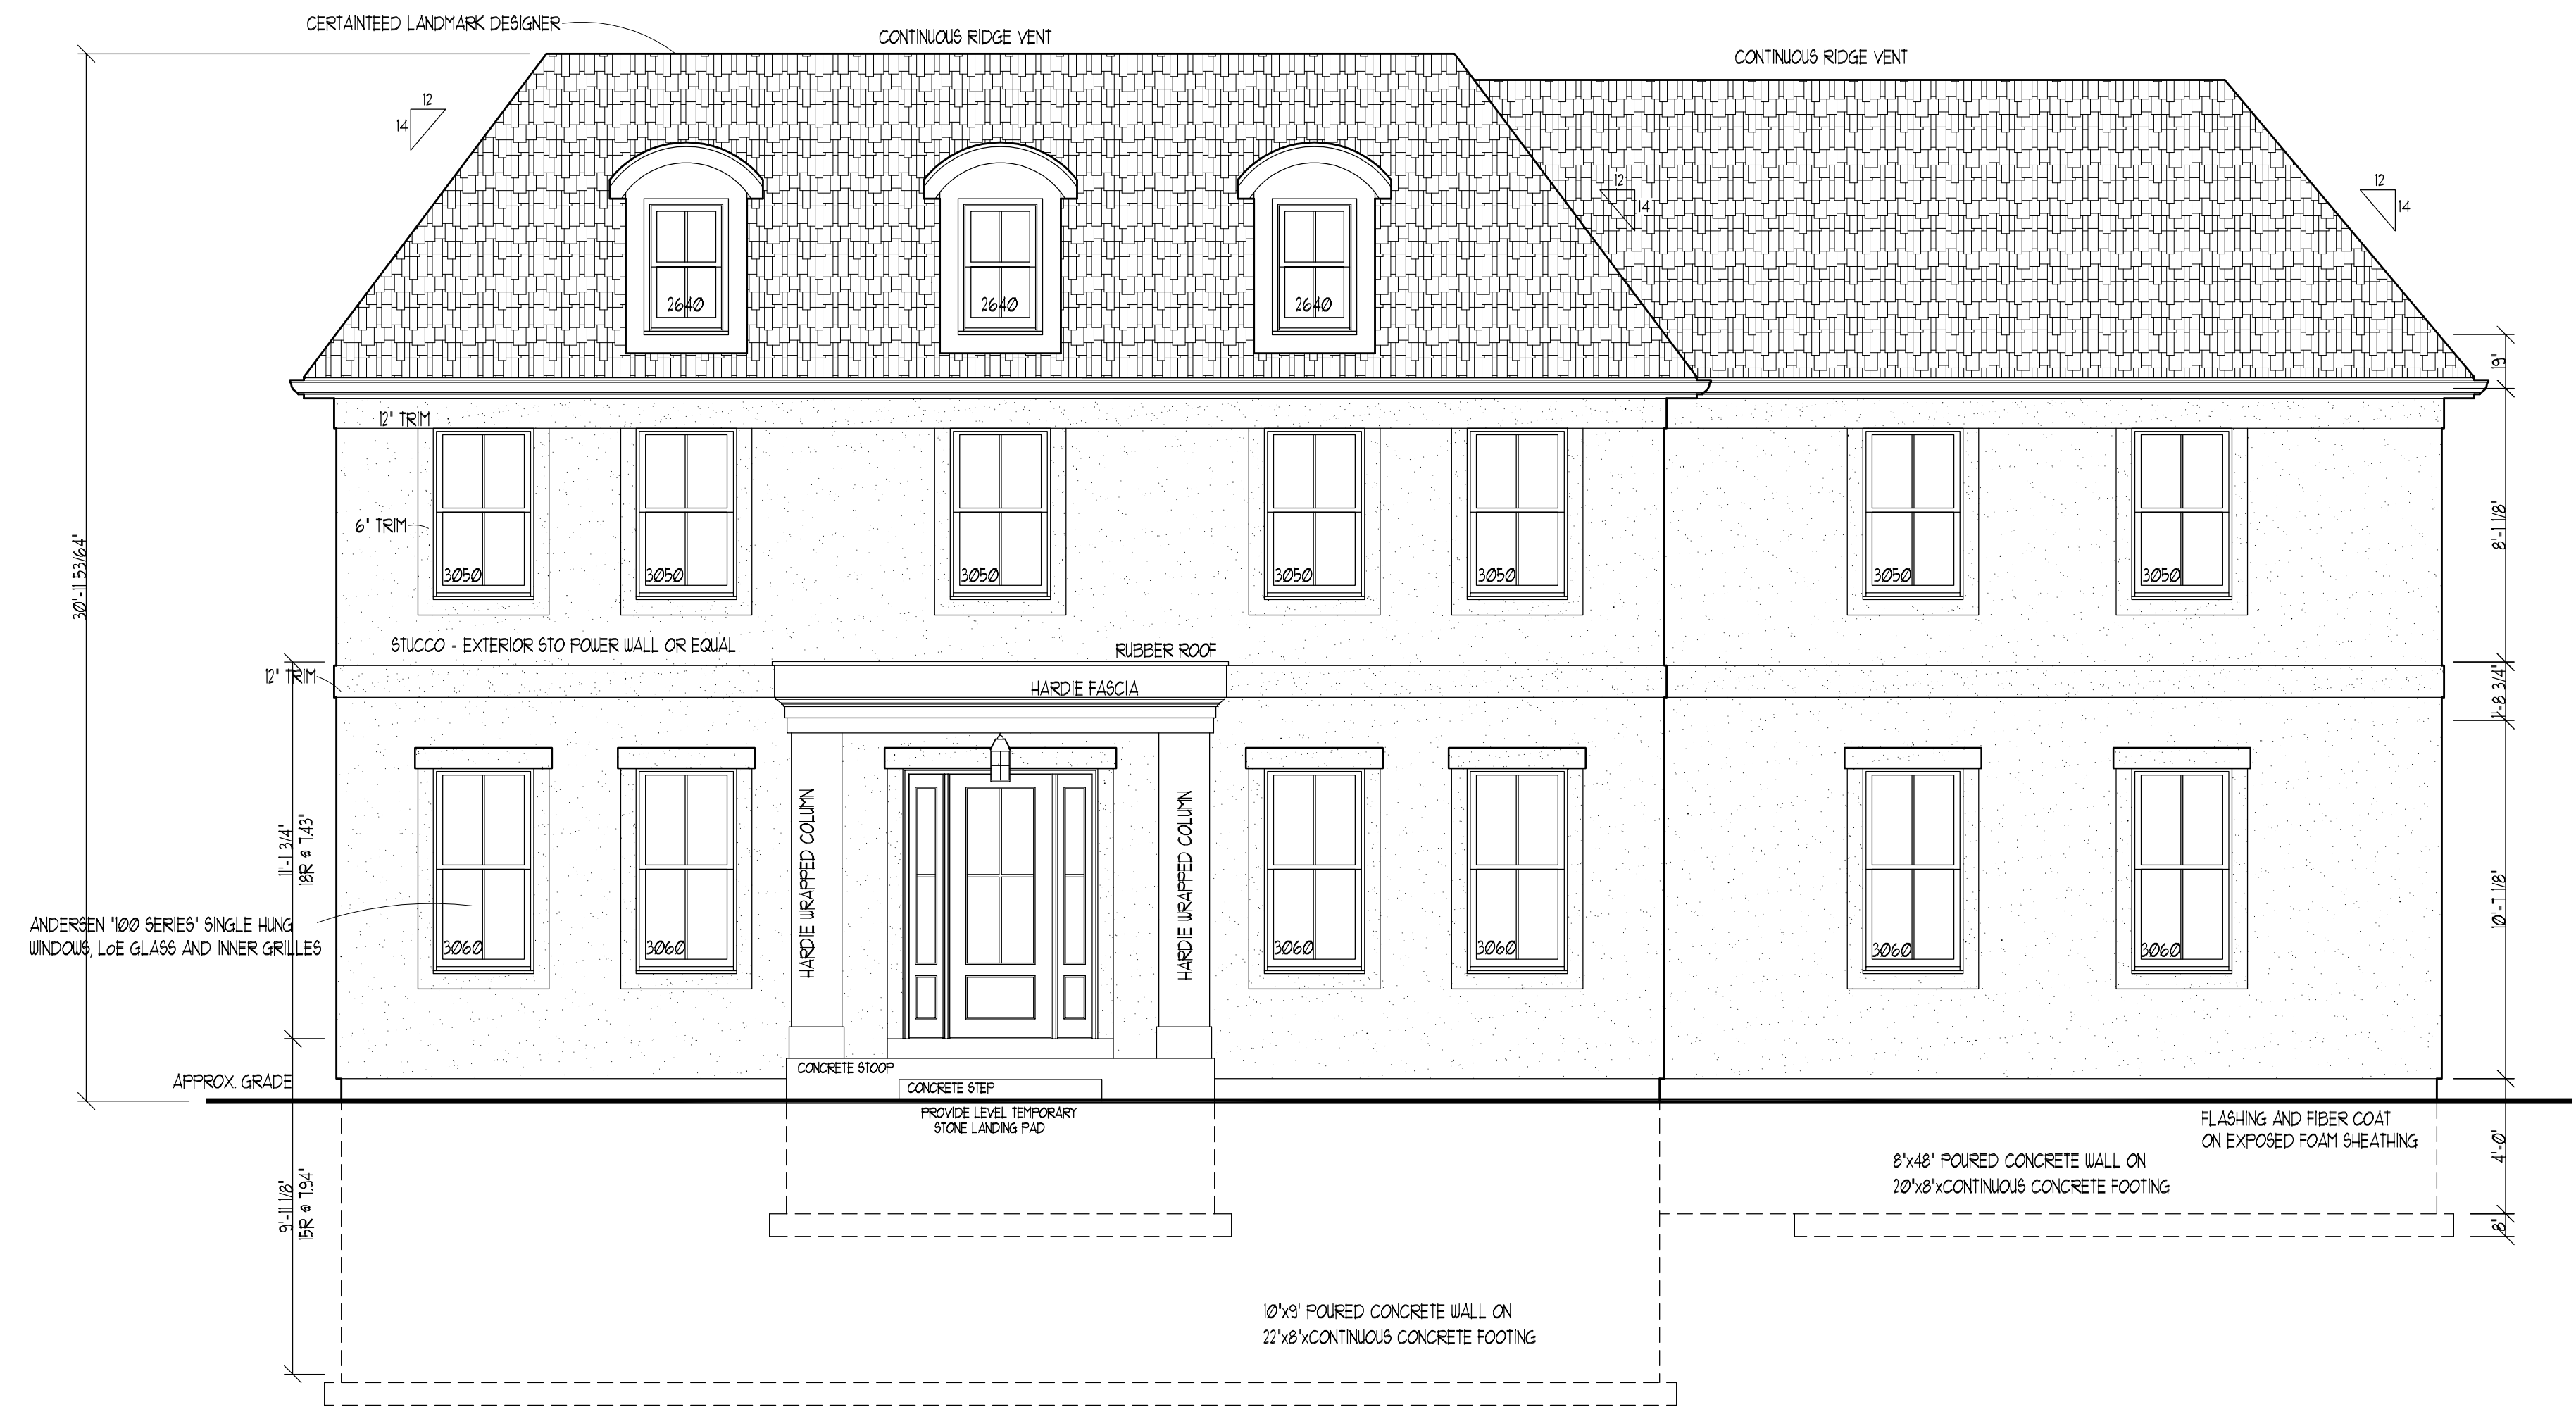 CERTAINTEED LANDMARK DESIGNER
CONTINUOUS RIDGE VENT
CONTINUOUS RIDGE VENT
12
14
12
14
12
14
2640
2640
2640
19"
12" TRIM
6" TRIM
3050
3050
3050
3050
3050
3050
3050
8'-1 1/8"
30'-11 53/64"
STUCCO - EXTERIOR STO POWER WALL OR EQUAL
RUBBER ROOF
12" TRIM
HARDIE FASCIA
1'-8 3/4"
HARDIE WRAPPED COLUMN
HARDIE WRAPPED COLUMN
11'-1 3/4"
18R @ 7.43"
ANDERSEN "100 SERIES" SINGLE HUNG
WINDOWS, LoE GLASS AND INNER GRILLES
3060
3060
3060
3060
3060
3060
10'-7 1/8"
CONCRETE STOOP
APPROX. GRADE
CONCRETE STEP
PROVIDE LEVEL TEMPORARY
STONE LANDING PAD
FLASHING AND FIBER COAT
ON EXPOSED FOAM SHEATHING
4'-0"
8"x48" POURED CONCRETE WALL ON
20"x8"xCONTINUOUS CONCRETE FOOTING
9'-11 1/8"
15R @ 7.94"
8"
10"x9' POURED CONCRETE WALL ON
22"x8"xCONTINUOUS CONCRETE FOOTING